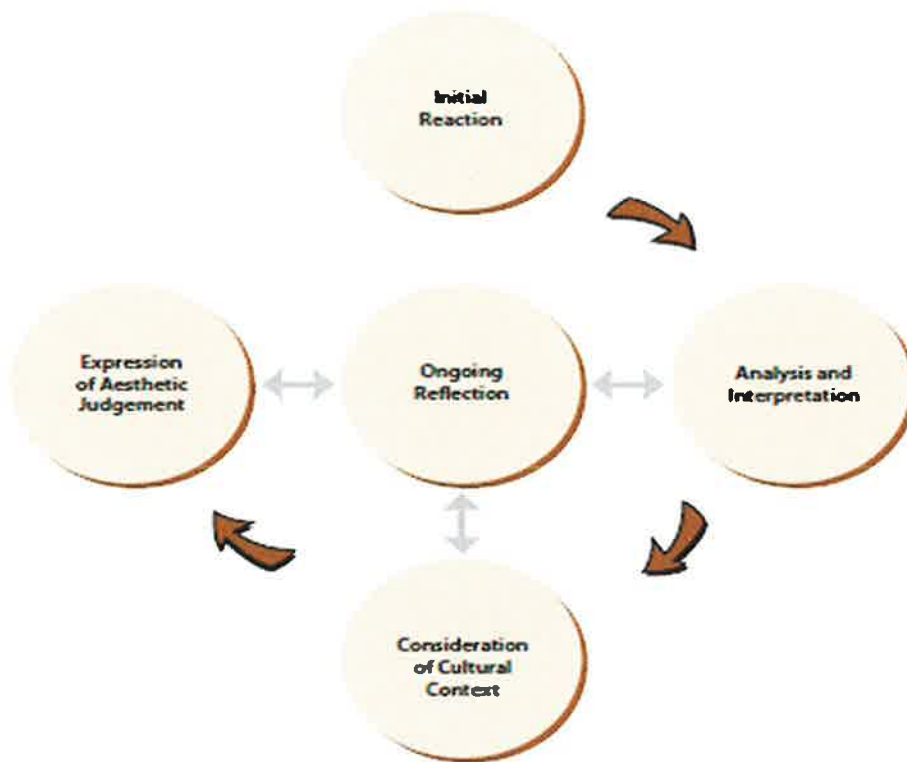 Initial
Reaction
Expression
of Aesthetic
Judgement
Ongoing
Reflection
Analysis and
Interpretation
Consideration
of Cultural
Context